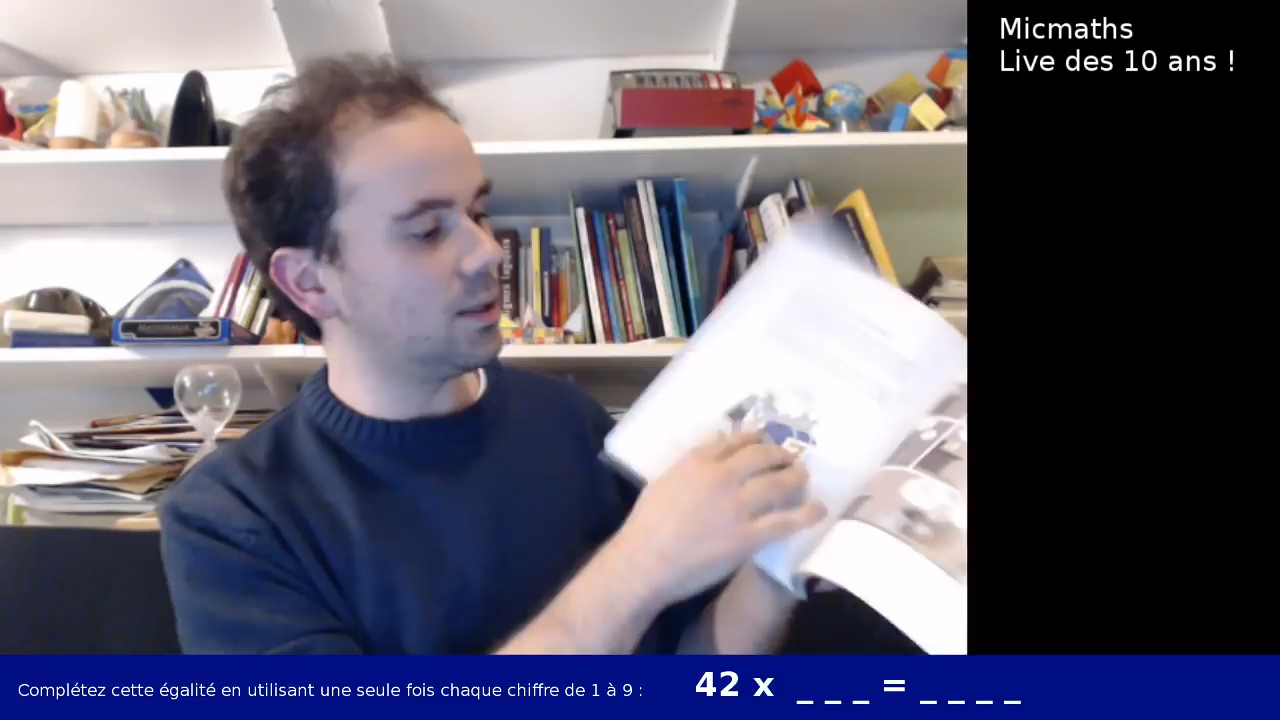 Micmaths
Live des 10 ans !
Complétez cette égalité en utilisant une seule fois chaque chiffre de 1 à 9 : 42 x _ _ _ = _ _ _ _